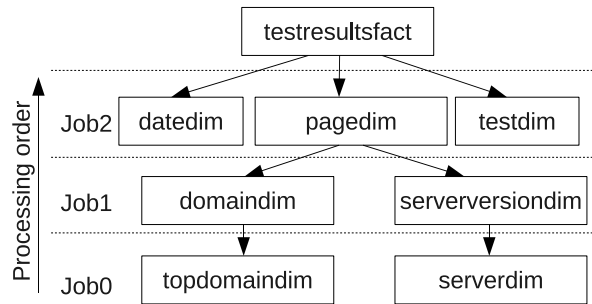 testresultsfact
Processing order
Job2
datedim
pagedim
testdim
Job1
domaindim
serverversiondim
Job0
topdomaindim
serverdim